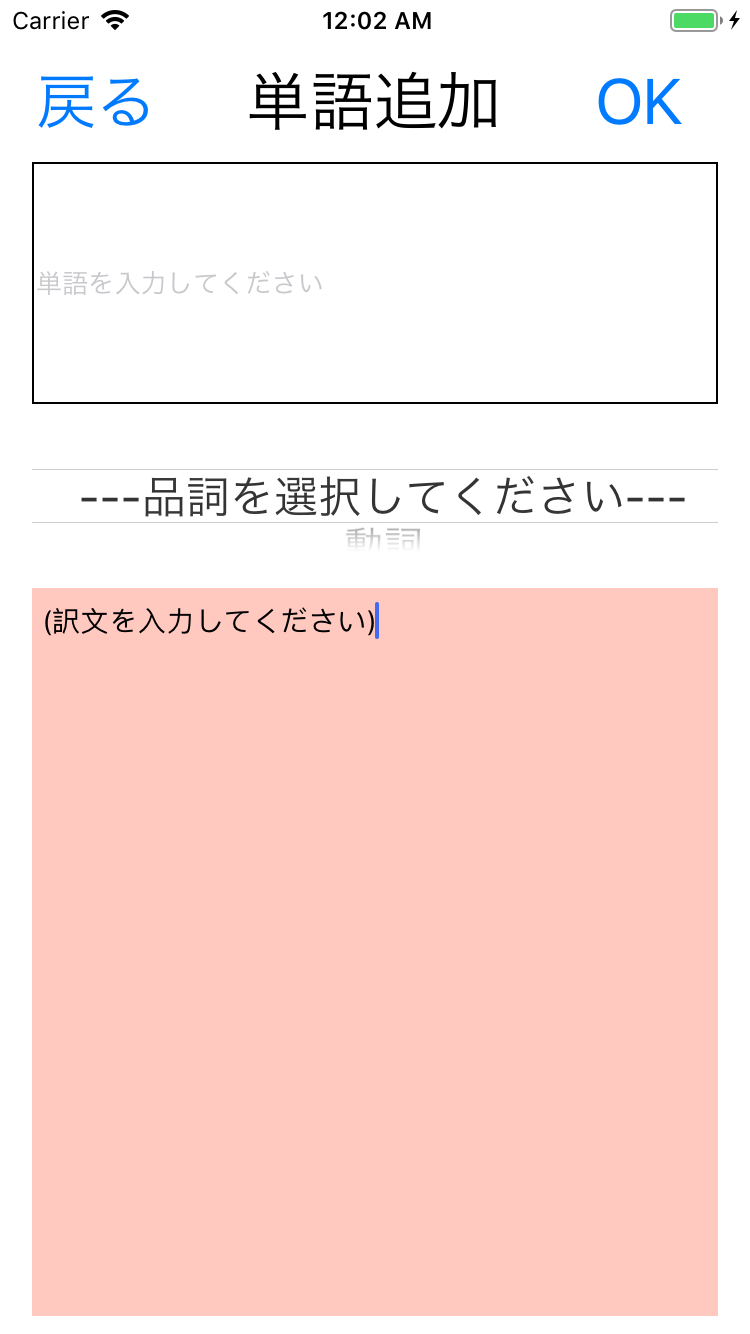 Carrier 12:02 AM
戻る 単語追加 OK
単語を入力してください
---品詞を選択してください---
動詞
(訳文を入力してください)